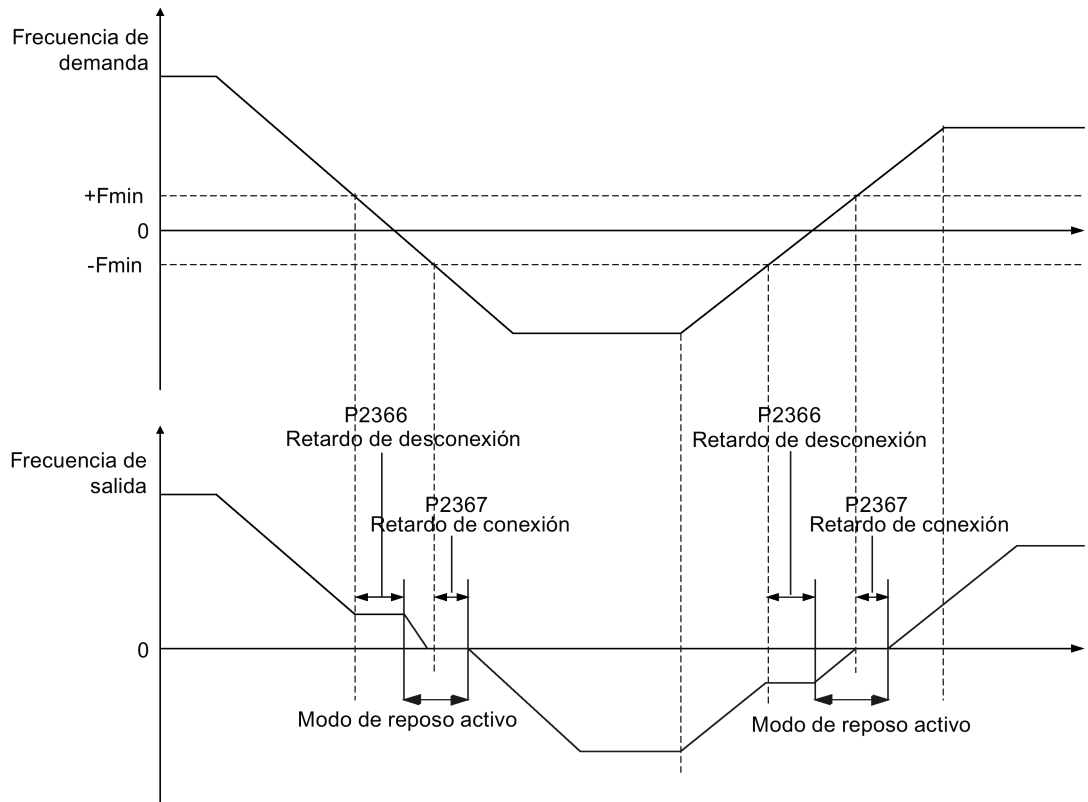 Frecuencia de
demanda
+Fmin
0
-Fmin
P2366
Retardo de desconexión
P2366
Retardo de desconexión
Frecuencia de
salida
P2367
Retardo de conexión
P2367
Retardo de conexión
0
Modo de reposo activo
Modo de reposo activo